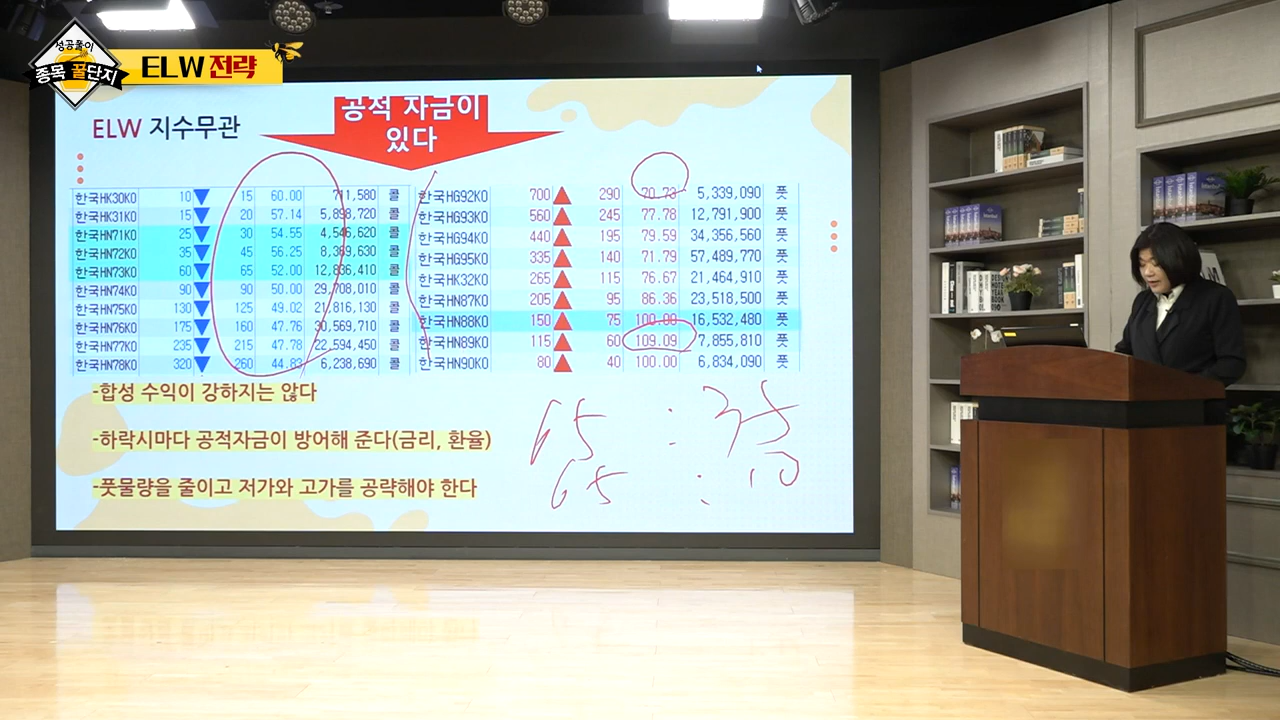 성공풀이
종목 꿀단지
ELW 전략
공적 자금이
있다
ELW 지수무관
한국HK30K0 10 ▼ 15 60.00 711,580 콜 한국HG92K0 700 ▲ 290 70.73 5,339,090 풋
한국HK31K0 15 ▼ 20 57.14 5,898,720 콜 한국HG93K0 560 ▲ 245 77.78 12,791,900 풋
한국HN71K0 25 ▼ 30 54.55 4,546,620 콜 한국HG94K0 440 ▲ 195 79.59 34,356,560 풋
한국HN72K0 35 ▼ 45 56.25 8,369,630 콜 한국HG95K0 335 ▲ 140 71.79 57,489,770 풋
한국HN73K0 60 ▼ 65 52.00 12,836,410 콜 한국HK32K0 265 ▲ 115 76.67 21,464,910 풋
한국HN74K0 90 ▼ 90 50.00 29,708,010 콜 한국HN87K0 205 ▲ 95 86.36 23,518,500 풋
한국HN75K0 130 ▼ 125 49.02 21,816,130 콜 한국HN88K0 150 ▲ 75 100.00 16,532,480 풋
한국HN76K0 175 ▼ 160 47.76 30,569,710 콜 한국HN89K0 115 ▲ 60 109.09 7,855,810 풋
한국HN77K0 235 ▼ 215 47.78 22,594,450 콜 한국HN90K0 80 ▲ 40 100.00 6,834,090 풋
한국HN78K0 320 ▼ 260 44.83 6,238,690 콜
-합성 수익이 강하지는 않다
-하락시마다 공적자금이 방어해 준다(금리, 환율)
-풋물량을 줄이고 저가와 고가를 공략해야 한다
65 : 35
65 : 10